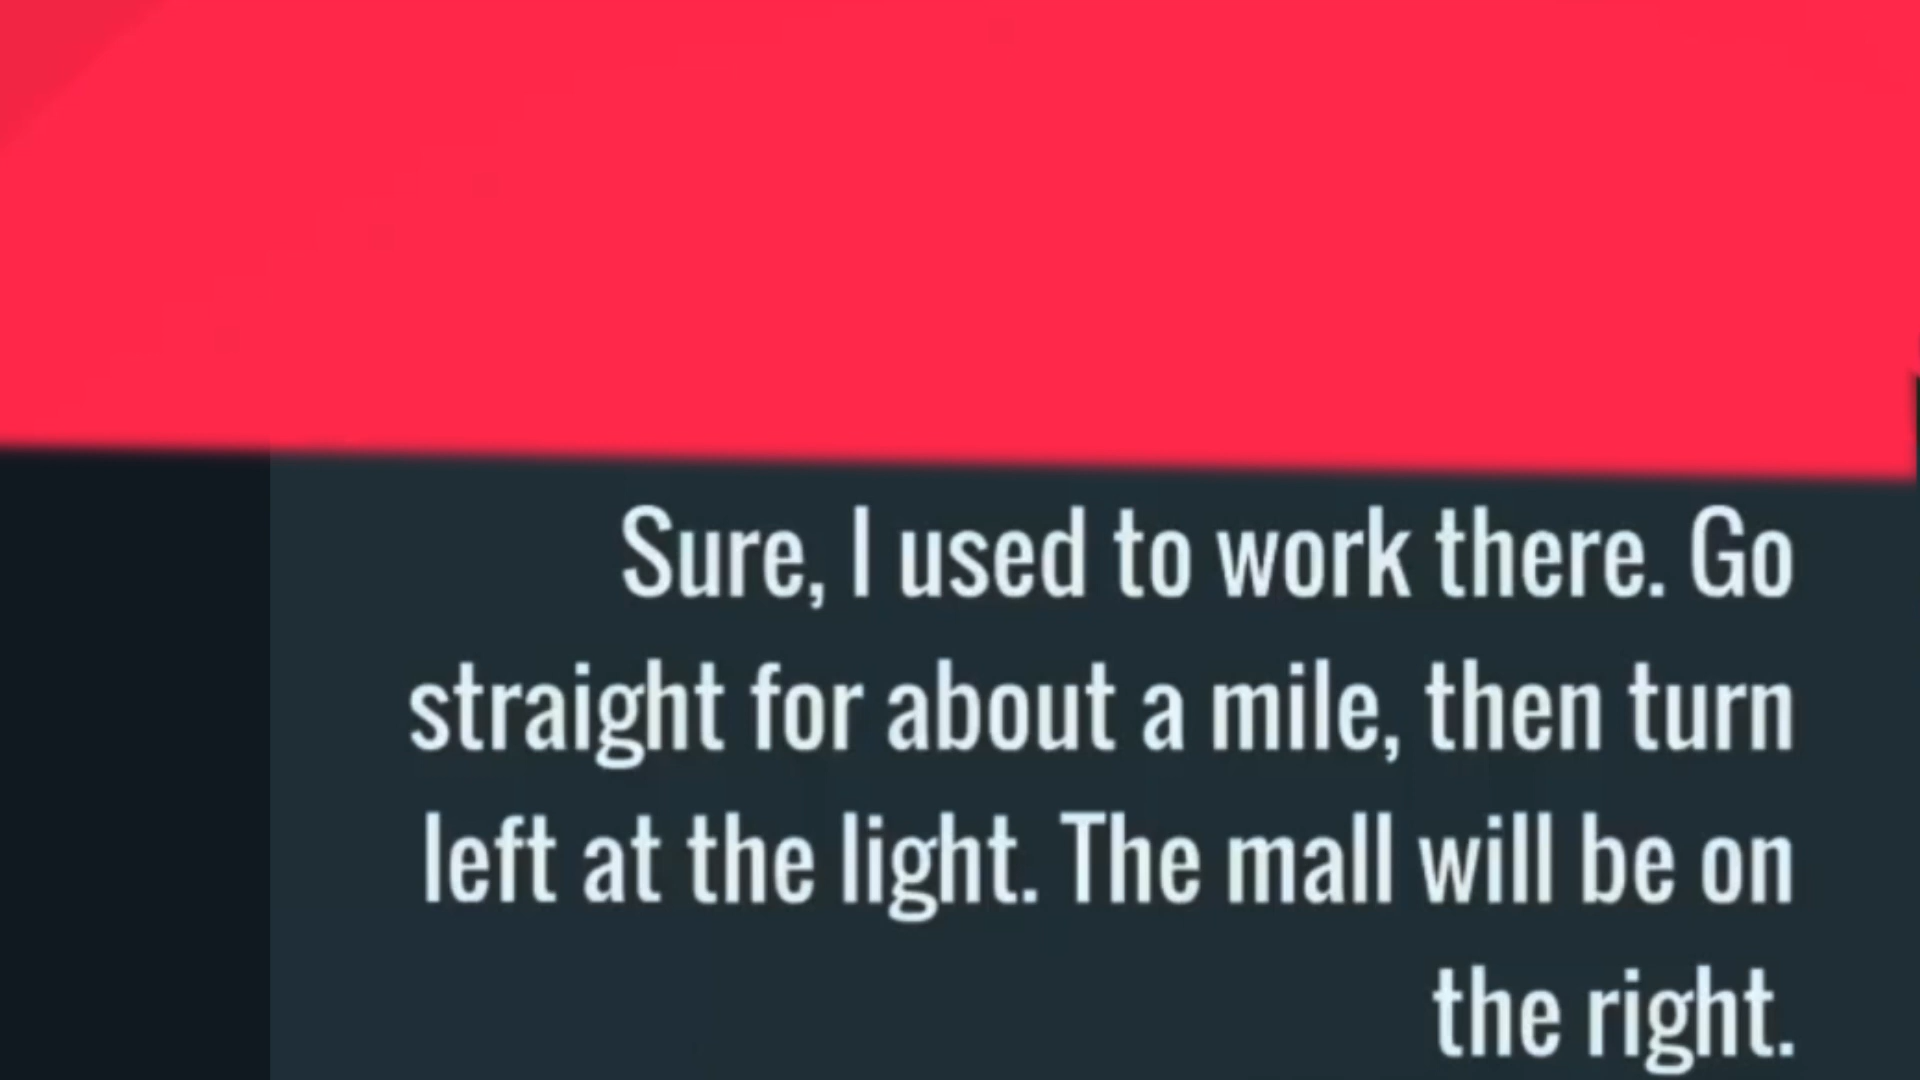 Sure, I used to work there. Go
straight for about a mile, then turn
left at the light. The mall will be on
the right.